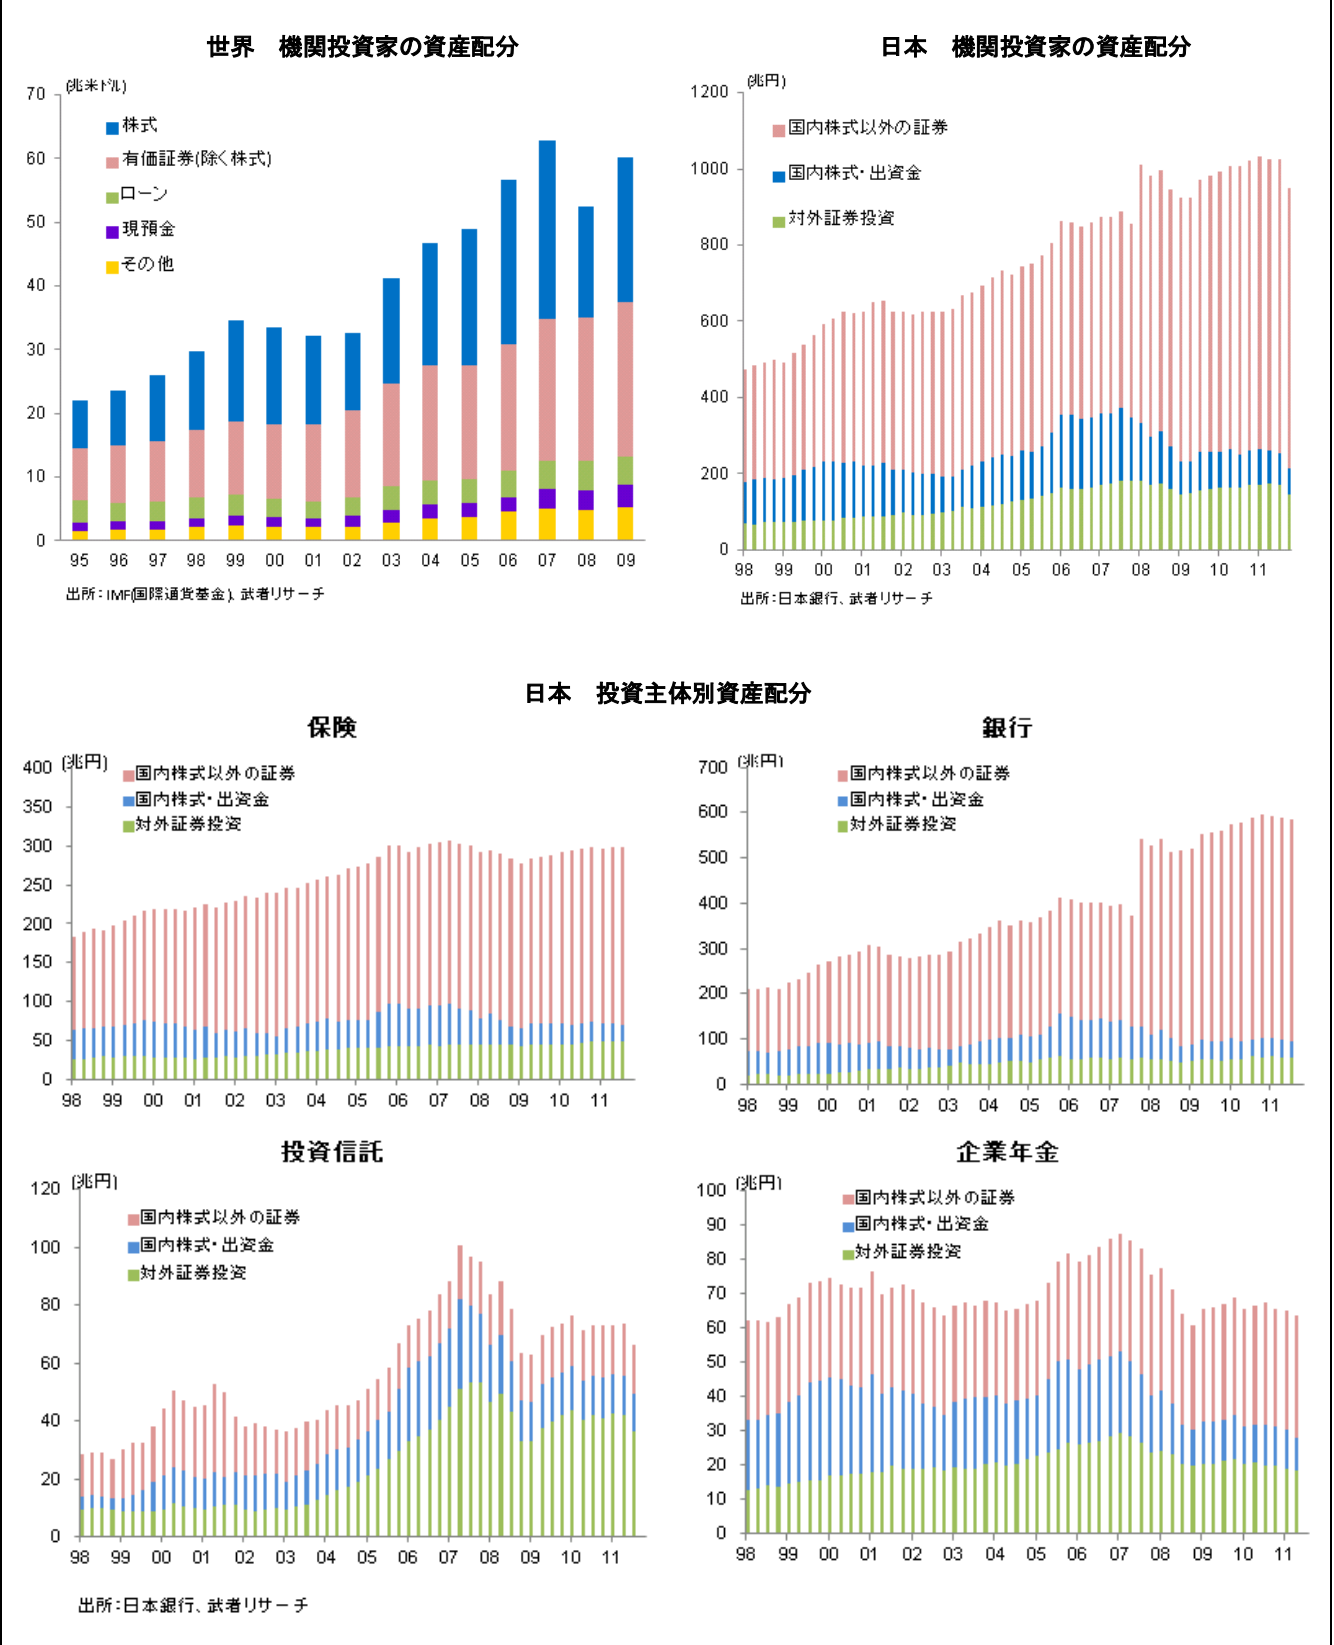 世界　機関投資家の資産配分
(兆米ドル)
株式
有価証券(除く株式)
ローン
現預金
その他
70
60
50
40
30
20
10
0
95 96 97 98 99 00 01 02 03 04 05 06 07 08 09
出所：IMF(国際通貨基金)、武者リサーチ
日本　機関投資家の資産配分
(兆円)
国内株式以外の証券
国内株式・出資金
対外証券投資
1200
1000
800
600
400
200
0
98 99 00 01 02 03 04 05 06 07 08 09 10 11
出所：日本銀行、武者リサーチ
日本　投資主体別資産配分
保険
(兆円)
国内株式以外の証券
国内株式・出資金
対外証券投資
400
350
300
250
200
150
100
50
0
98 99 00 01 02 03 04 05 06 07 08 09 10 11
銀行
(兆円)
国内株式以外の証券
国内株式・出資金
対外証券投資
700
600
500
400
300
200
100
0
98 99 00 01 02 03 04 05 06 07 08 09 10 11
投資信託
(兆円)
国内株式以外の証券
国内株式・出資金
対外証券投資
120
100
80
60
40
20
0
98 99 00 01 02 03 04 05 06 07 08 09 10 11
企業年金
(兆円)
国内株式以外の証券
国内株式・出資金
対外証券投資
100
90
80
70
60
50
40
30
20
10
0
98 99 00 01 02 03 04 05 06 07 08 09 10 11
出所：日本銀行、武者リサーチ